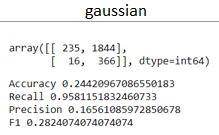 gaussian
array([[ 235, 1844],
[ 16, 366]], dtype=int64)
Accuracy 0.24420967086550183
Recall 0.9581151832460733
Precision 0.16561085972850678
F1 0.2824074074074074